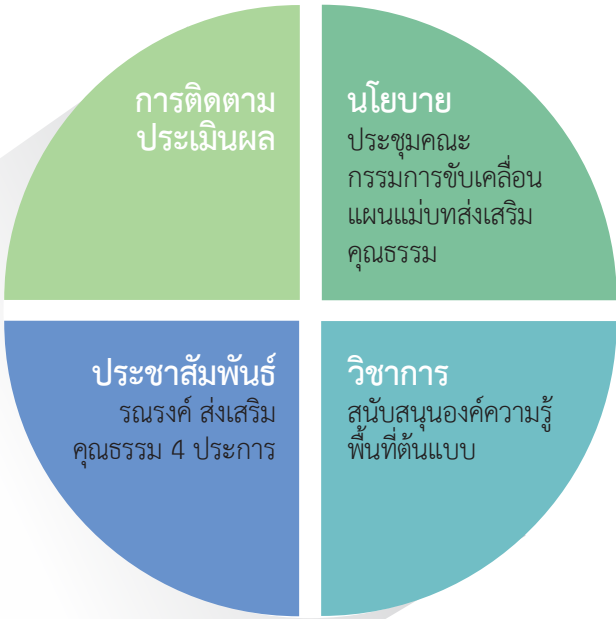 การติดตาม
ประเมินผล
นโยบาย
ประชุมคณะ
กรรมการขับเคลื่อน
แผนแม่บทส่งเสริม
คุณธรรม
ประชาสัมพันธ์
รณรงค์ ส่งเสริม
คุณธรรม 4 ประการ
วิชาการ
สนับสนุนองค์ความรู้
พื้นที่ต้นแบบ